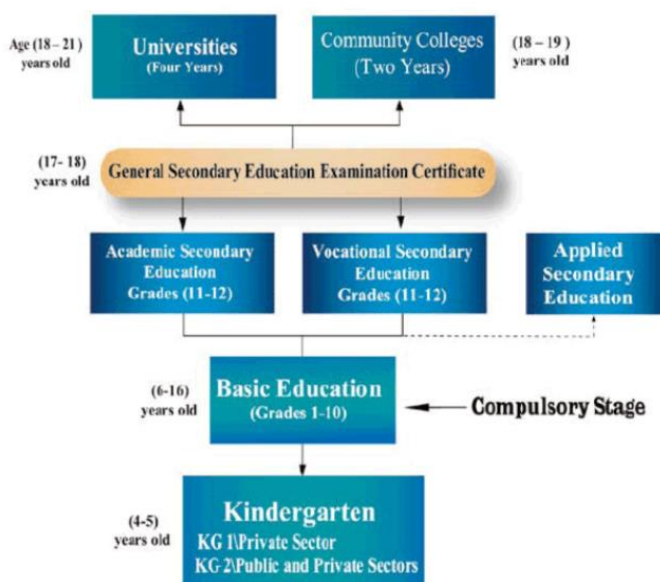 Age (18 – 21 )
years old
Universities
(Four Years)
Community Colleges
(Two Years)
(18 – 19 )
years old
(17- 18)
years old
General Secondary Education Examination Certificate
Academic Secondary
Education
Grades (11-12)
Vocational Secondary
Education
Grades (11-12)
Applied
Secondary
Education
(6-16)
years old
Basic Education
(Grades 1-10)
Compulsory Stage
(4-5)
years old
Kindergarten
KG 1\Private Sector
KG-2\Public and Private Sectors